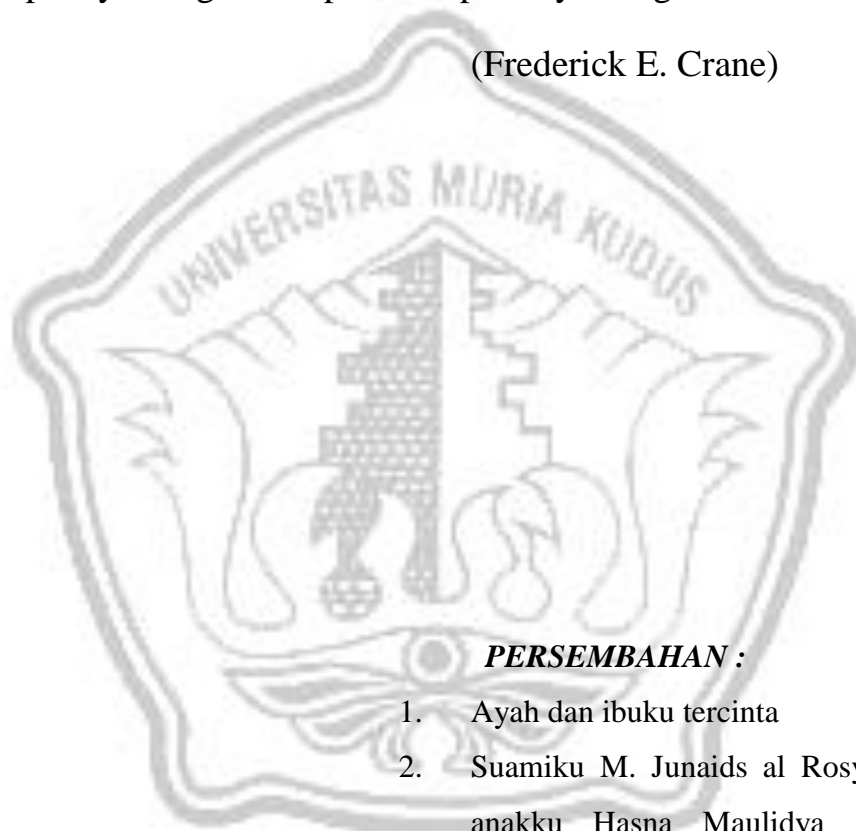 (Frederick E. Crane)
UNIVERSITAS MURIA KUDUS
PERSEMBAHAN :
1. Ayah dan ibuku tercinta
2. Suamiku M. Junaids al
anakku Hasna Maulidya